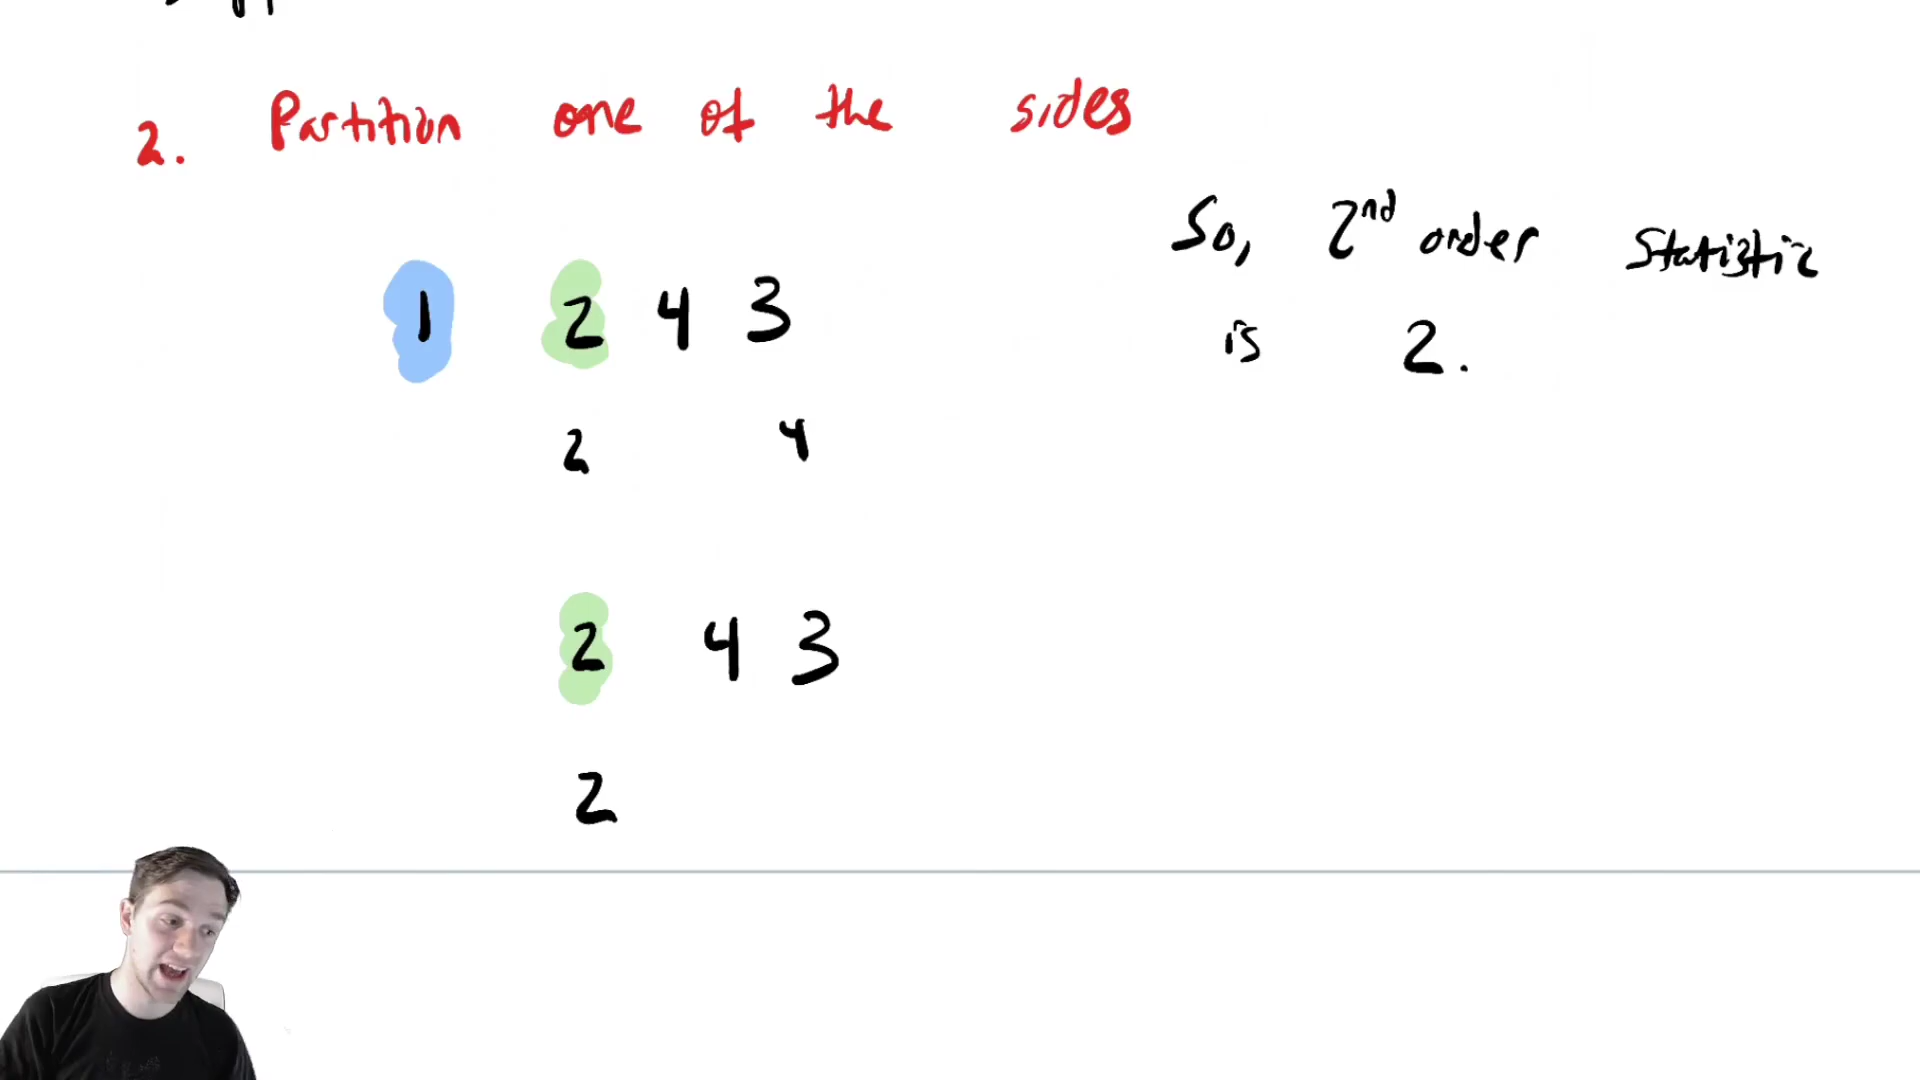 2. Partition one of the sides
So, 2nd order Statistic
is 2.
1 2 4 3
2 4
2 4 3
2